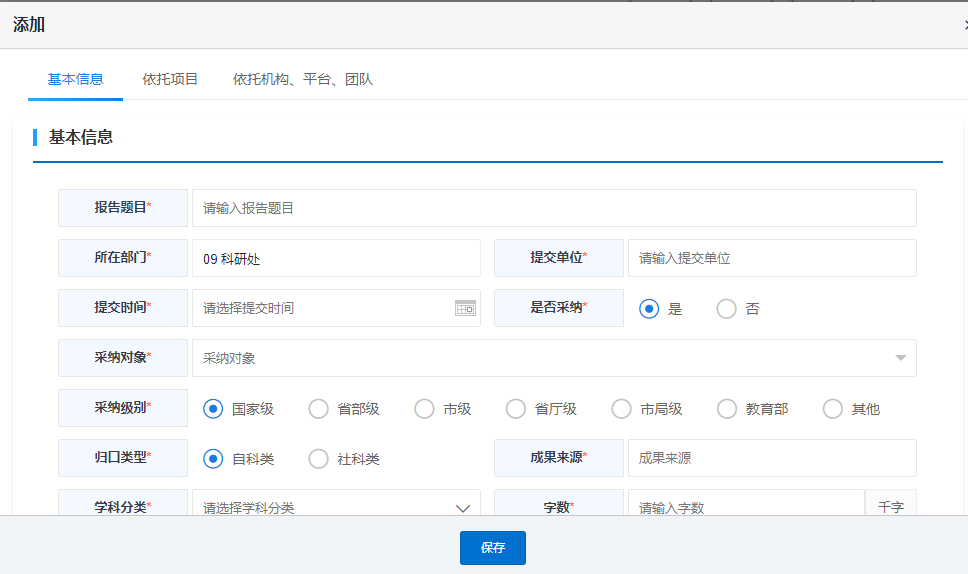 添加
基本信息 依托项目 依托机构、平台、团队
基本信息
报告题目* 请输入报告题目
所在部门* 09 科研处 提交单位* 请输入提交单位
提交时间* 请选择提交时间 是否采纳* 是 否
采纳对象* 采纳对象
采纳级别* 国家级 省部级 市级 省厅级 市局级 教育部 其他
归口类型* 自科类 社科类 成果来源* 成果来源
学科分类* 请选择学科分类 字数* 请输入字数 千字
保存